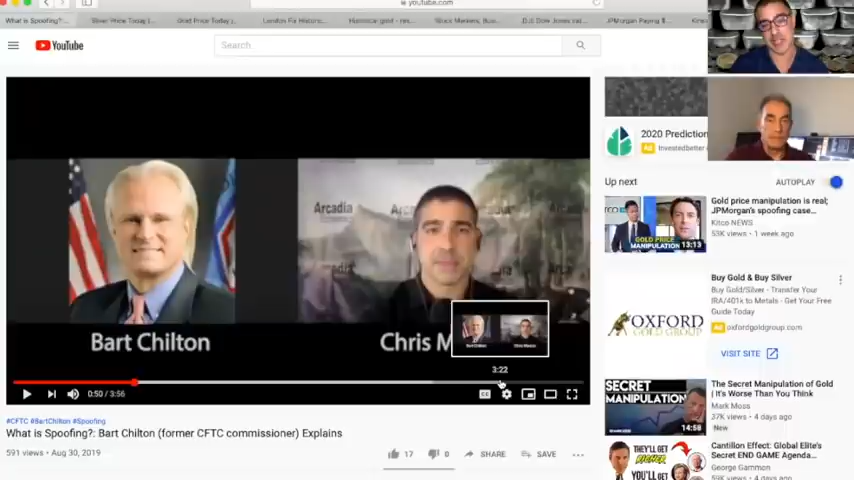 youtube.com
What is Spoofing?:
Silver Price Today |
Gold Price Today
London Fix Historic...
Historical gold - res...
DJI Dow Jones
JPMorgan Paying $
YouTube
Search
2020 Prediction
Ad
Up next
AUTOPLAY
Gold price manipulation is real;
JPMorgan's spoofing case...
Kitco NEWS
53K views • 1 week ago
GOLD PRICE
MANIPULATION
13:13
Arcadia
Arcadia
Bart Chilton
Chris M
3:22
0:50 / 3:56
Buy Gold & Buy Silver
Buy Gold/Silver - Transfer Your
IRA/401k to Metals - Get Your Free
Guide Today
Ad oxfordgoldgroup.com
OXFORD
GOLD GROUP
VISIT SITE
#CFTC #BartChilton #Spoofing
What is Spoofing?: Bart Chilton (former CFTC commissioner) Explains
591 views • Aug 30, 2019
17
0
SHARE
SAVE
SECRET
MANIPULATION
14:58
The Secret Manipulation of Gold
| It's Worse Than You Think
Mark Moss
37K views • 4 days ago
New
THEY'LL GET
RICHER
YOU'LL GET
Cantillon Effect: Global Elite's
Secret END GAME Agenda...
George Gammon